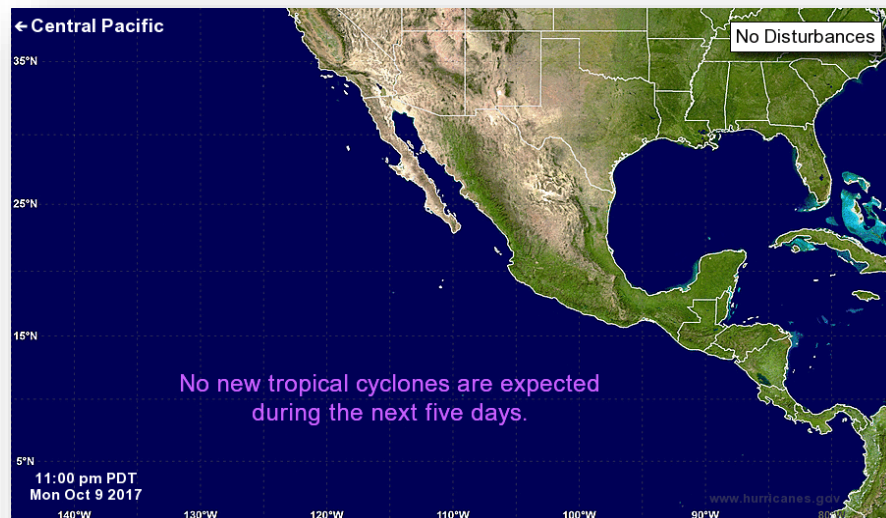 ←Central Pacific
No Disturbances
35°N
25°N
15°N
No new tropical cyclones are expected
during the next five days.
5°N
11:00 pm PDT
Mon Oct 9 2017
www.hurricanes.gov
140°W 130°W 120°W 110°W 100°W 90°W 80°W